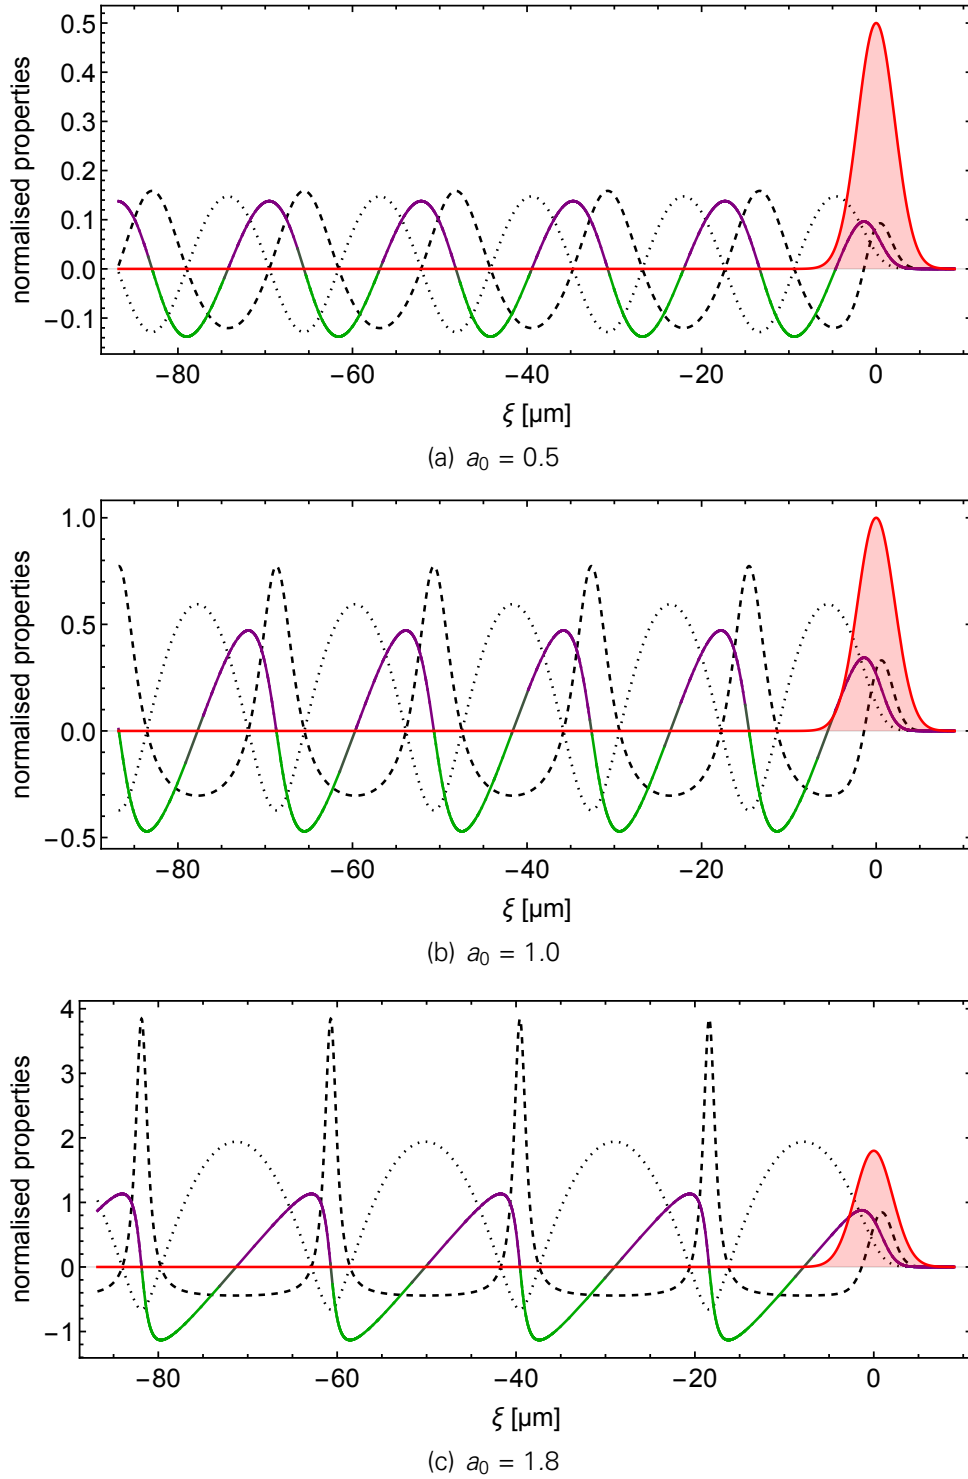 normalised properties
0.5
0.4
0.3
0.2
0.1
0.0
−0.1
−80 −60 −40 −20 0
ξ [µm]
(a) a0 = 0.5
normalised properties
1.0
0.5
0.0
−0.5
−80 −60 −40 −20 0
ξ [µm]
(b) a0 = 1.0
normalised properties
4
3
2
1
0
−1
−80 −60 −40 −20 0
ξ [µm]
(c) a0 = 1.8